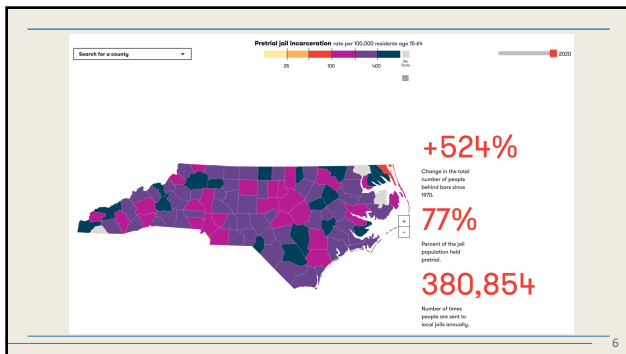 Pretrial jail incarceration rate per 100,000 residents age 15-64
Search for a county
2020
25
100
400
No
Data
+524%
Change in the total
number of people
behind bars since
1970.
77%
Percent of the jail
population held
pretrial.
+
−
380,854
Number of times
people are sent to
local jails annually.
6